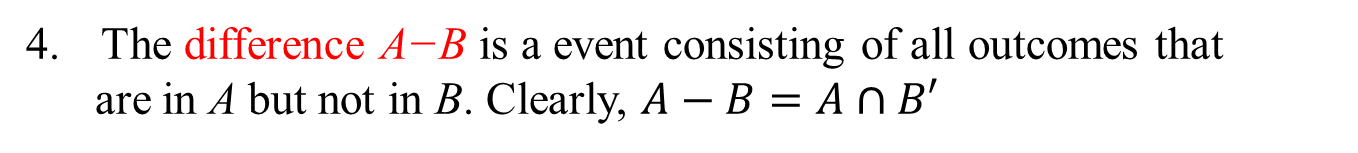 4. The difference A−B is a event consisting of all outcomes that
are in A but not in B. Clearly, A − B = A ∩ B′